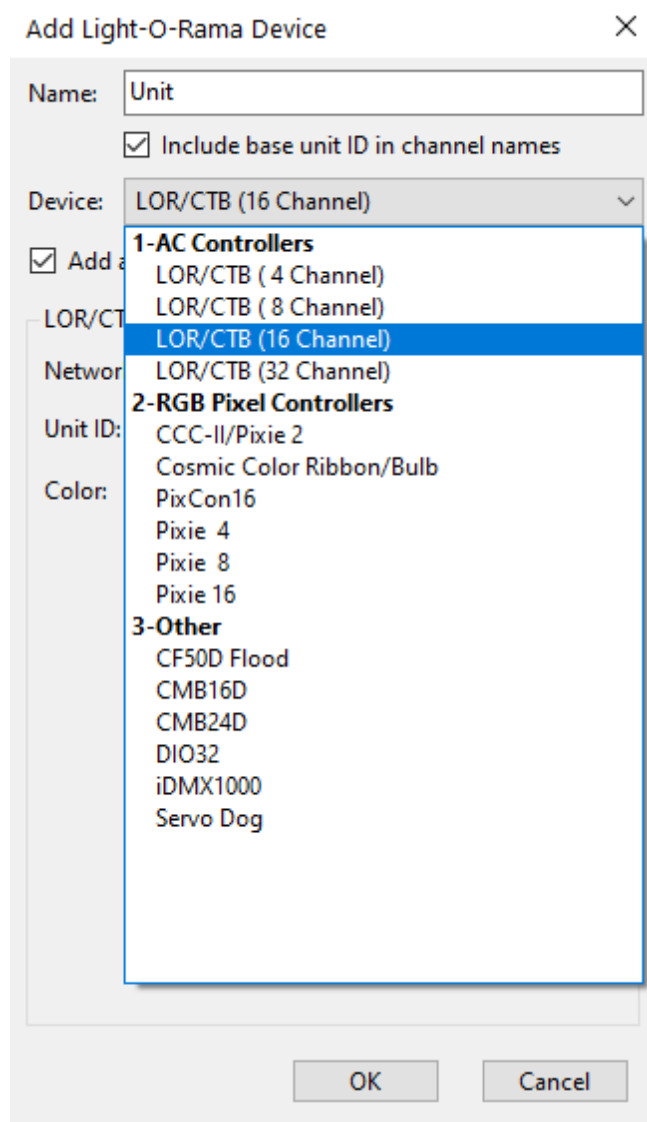 Add Light-O-Rama Device
Name: Unit
Include base unit ID in channel names
Device: LOR/CTB (16 Channel)
1-AC Controllers
Add
LOR/CTB ( 4 Channel)
LOR/CTB ( 8 Channel)
LOR/CT
LOR/CTB (16 Channel)
Networ
LOR/CTB (32 Channel)
2-RGB Pixel Controllers
Unit ID:
CCC-II/Pixie 2
Cosmic Color Ribbon/Bulb
Color:
PixCon16
Pixie 4
Pixie 8
Pixie 16
3-Other
CF50D Flood
CMB16D
CMB24D
DIO32
iDMX1000
Servo Dog
OK Cancel